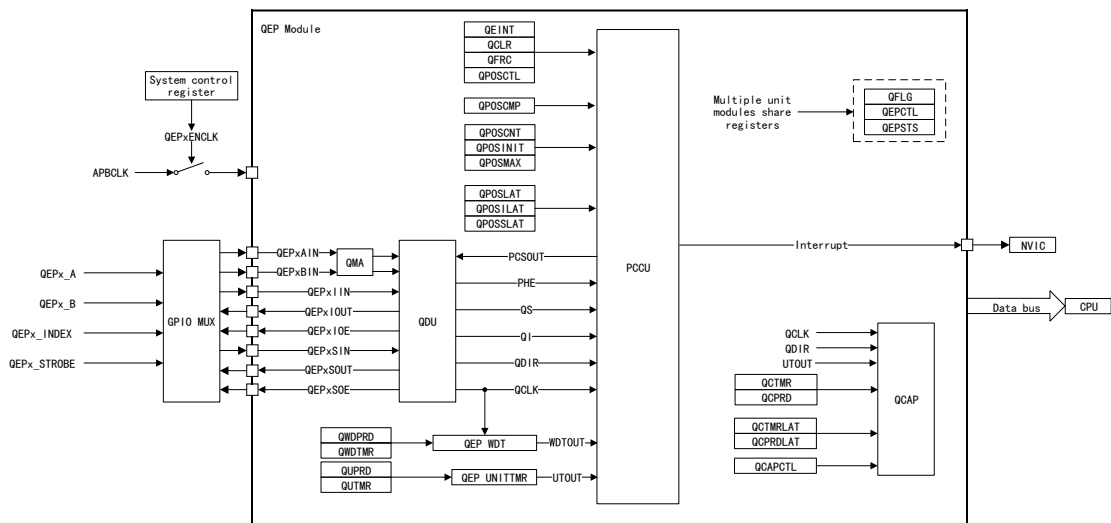 QEP Module
System control
register
QEPxENCLK
APBCLK
QEINT
QCLR
QFRC
QPOSCTL
QPOSCMP
QPOSCNT
QPOSINIT
QPOSMAX
QPOSLAT
QPOSILAT
QPOSSLAT
Multiple unit
modules share
registers
QFLG
QEPCTL
QEPSTS
QEPx_A
QEPx_B
QEPx_INDEX
QEPx_STROBE
GPIO MUX
QEPxAIN
QEPxBIN
QEPxIIN
QEPxIOUT
QEPxIOE
QEPxSIN
QEPxSOUT
QEPxSOE
QMA
QDU
PCSOUT
PHE
QS
QI
QDIR
QCLK
PCCU
Interrupt
NVIC
Data bus
CPU
QWDPRD
QWDTMR
QEP WDT
WDTOUT
QUPRD
QUTMR
QEP UNITTMR
UTOUT
QCLK
QDIR
UTOUT
QCTMR
QCPRD
QCTMRLAT
QCPRDLAT
QCAPCTL
QCAP